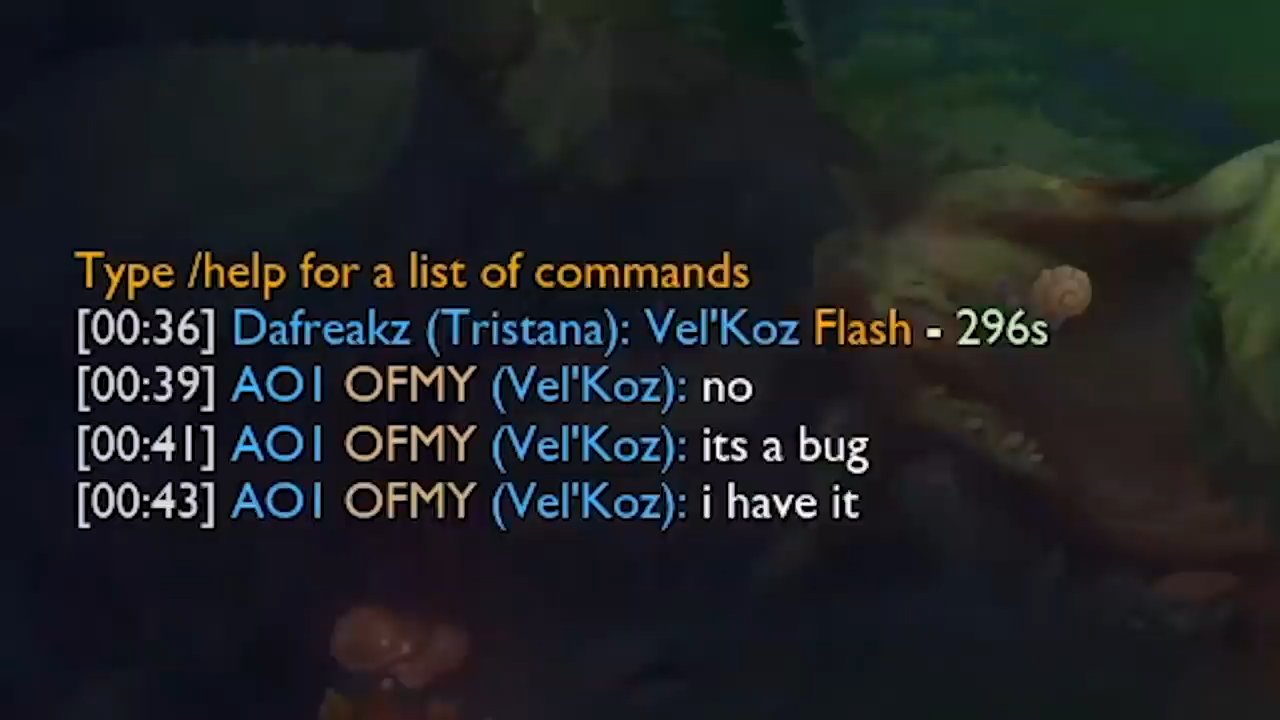 Type /help for a list of commands
[00:36] Dafreakz (Tristana): Vel'Koz Flash - 296s
[00:39] AO1 OFMY (Vel'Koz): no
[00:41] AO1 OFMY (Vel'Koz): its a bug
[00:43] AO1 OFMY (Vel'Koz): i have it